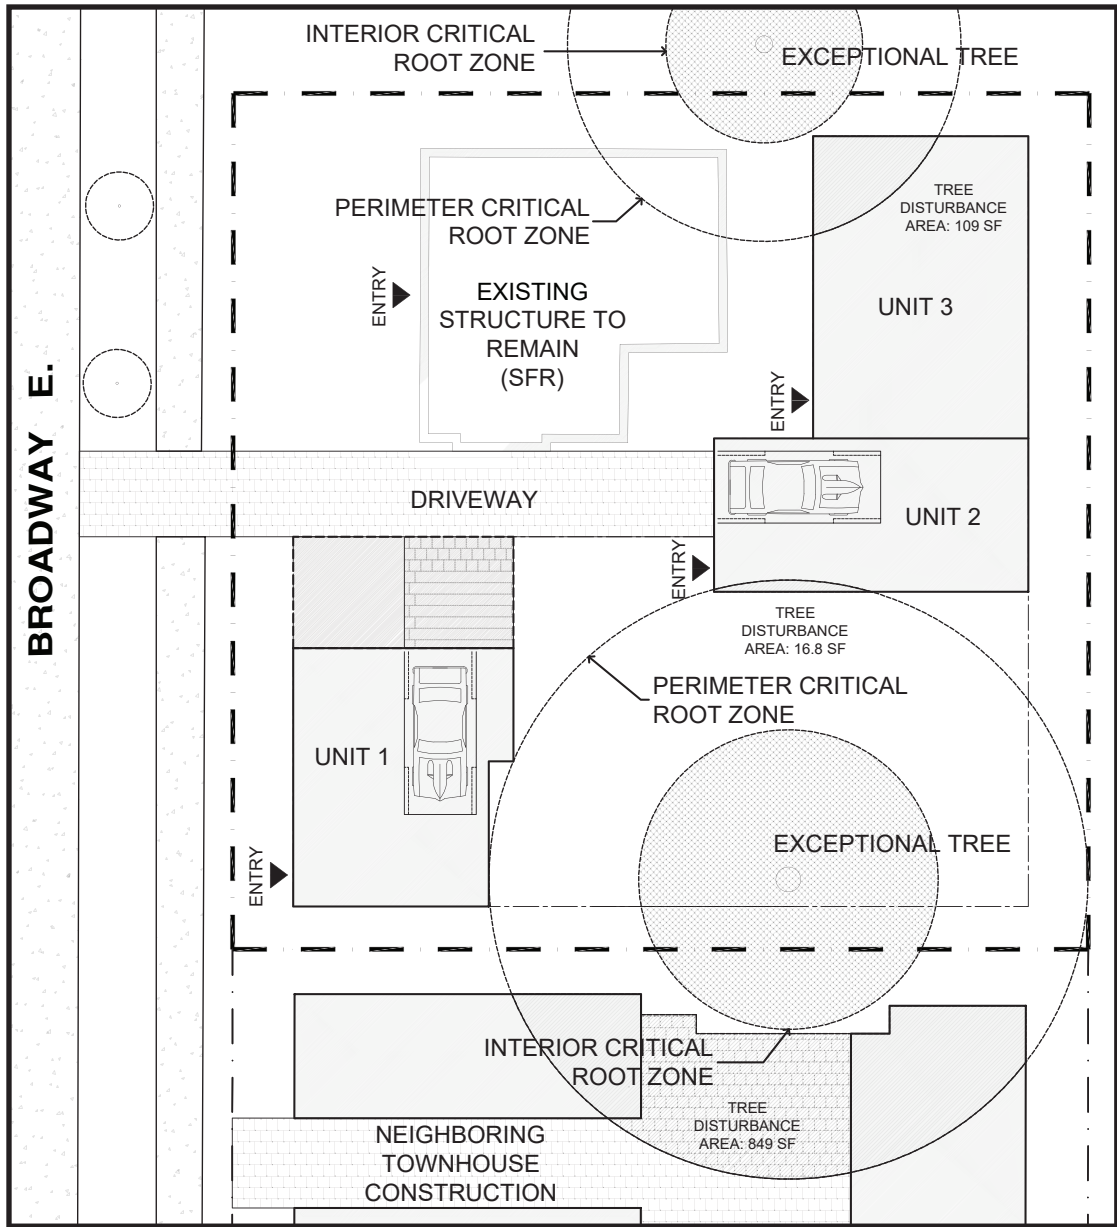 INTERIOR CRITICAL
ROOT ZONE
EXCEPTIONAL TREE
PERIMETER CRITICAL
ROOT ZONE
TREE
DISTURBANCE
AREA: 109 SF
ENTRY
EXISTING
STRUCTURE TO
REMAIN
(SFR)
UNIT 3
ENTRY
BROADWAY E.
DRIVEWAY
UNIT 2
ENTRY
TREE
DISTURBANCE
AREA: 16.8 SF
PERIMETER CRITICAL
ROOT ZONE
UNIT 1
EXCEPTIONAL TREE
ENTRY
INTERIOR CRITICAL
ROOT ZONE
TREE
DISTURBANCE
AREA: 849 SF
NEIGHBORING
TOWNHOUSE
CONSTRUCTION